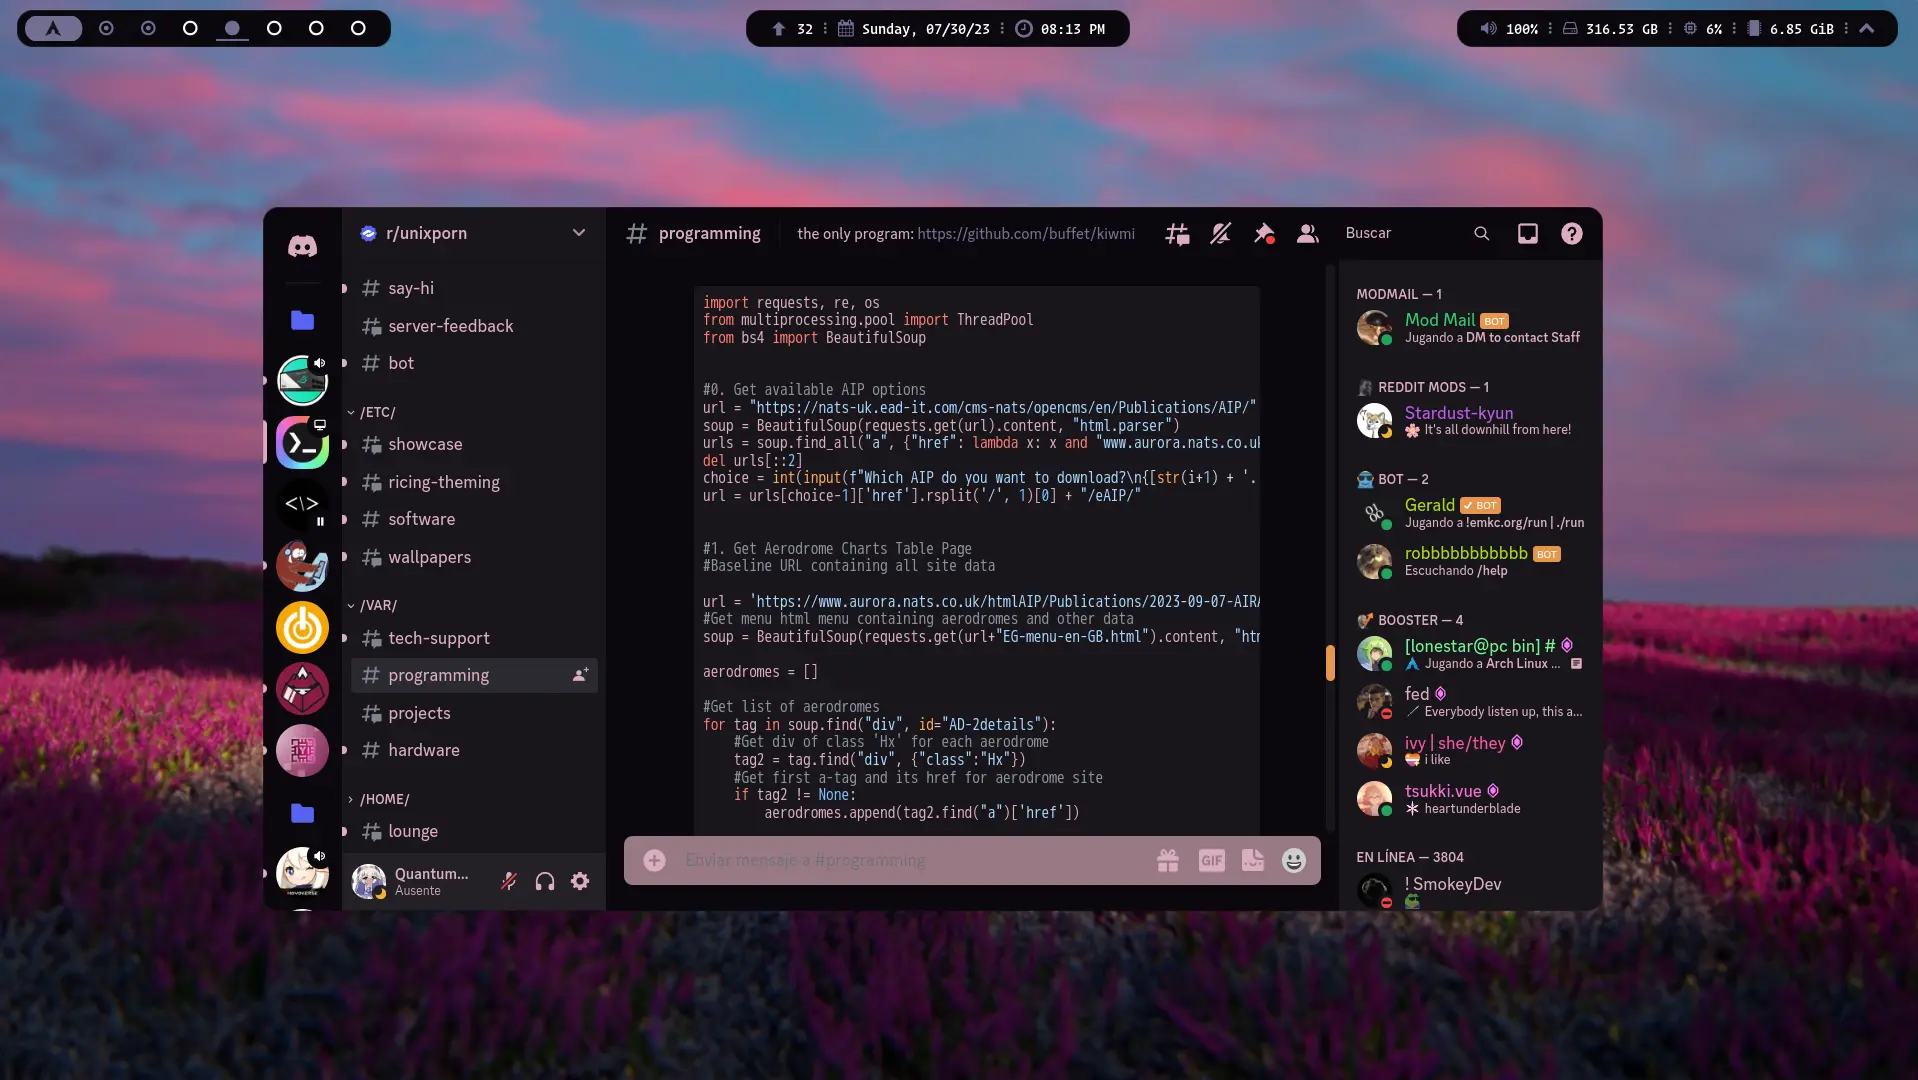 32
Sunday, 07/30/23
08:13 PM
100%
316.53 GB
6%
6.85 GiB
r/unixporn
say-hi
server-feedback
bot
/ETC/
showcase
ricing-theming
software
wallpapers
/VAR/
tech-support
programming
projects
hardware
/HOME/
lounge
Quantum...
Ausente
programming
the only program: https://github.com/buffet/kiwmi
Buscar
import requests, re, os
from multiprocessing.pool import ThreadPool
from bs4 import BeautifulSoup
#0. Get available AIP options
url = "https://nats-uk.ead-it.com/cms-nats/opencms/en/Publications/AIP/"
soup = BeautifulSoup(requests.get(url).content, "html.parser")
urls = soup.find_all("a", {"href": lambda x: x and "www.aurora.nats.co.uk
del urls[::2]
choice = int(input(f"Which AIP do you want to download?\n{[str(i+1) + '.
url = urls[choice-1]['href'].rsplit('/', 1)[0] + "/eAIP/"
#1. Get Aerodrome Charts Table Page
#Baseline URL containing all site data
url = 'https://www.aurora.nats.co.uk/htmlAIP/Publications/2023-09-07-AIRA
#Get menu html menu containing aerodromes and other data
soup = BeautifulSoup(requests.get(url+"EG-menu-en-GB.html").content, "htm
aerodromes = []
#Get list of aerodromes
for tag in soup.find("div", id="AD-2details"):
#Get div of class 'Hx' for each aerodrome
tag2 = tag.find("div", {"class":"Hx"})
#Get first a-tag and its href for aerodrome site
if tag2 != None:
aerodromes.append(tag2.find("a")['href'])
Enviar mensaje a #programming
GIF
MODMAIL — 1
Mod Mail BOT
Jugando a DM to contact Staff
REDDIT MODS — 1
Stardust-kyun
It's all downhill from here!
BOT — 2
Gerald BOT
Jugando a !emkc.org/run | ./run
robbbbbbbbbbb BOT
Escuchando /help
BOOSTER — 4
[lonestar@pc bin] #
Jugando a Arch Linux ...
fed
Everybody listen up, this a...
ivy | she/they
i like
tsukki.vue
heartunderblade
EN LÍNEA — 3804
! SmokeyDev